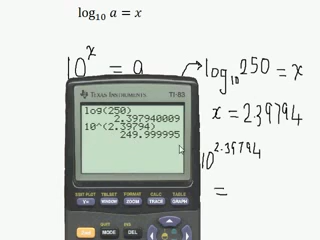 log₁₀ a = x
10^x = a
log₁₀ 250 = x
x = 2.39794
10^2.39794
=
TEXAS INSTRUMENTS TI-83
log(250)
2.397940009
10^(2.39794)
249.999995
STAT PLOT TBLSET FORMAT CALC TABLE
Y= WINDOW ZOOM TRACE GRAPH
QUIT INS
2nd MODE DEL